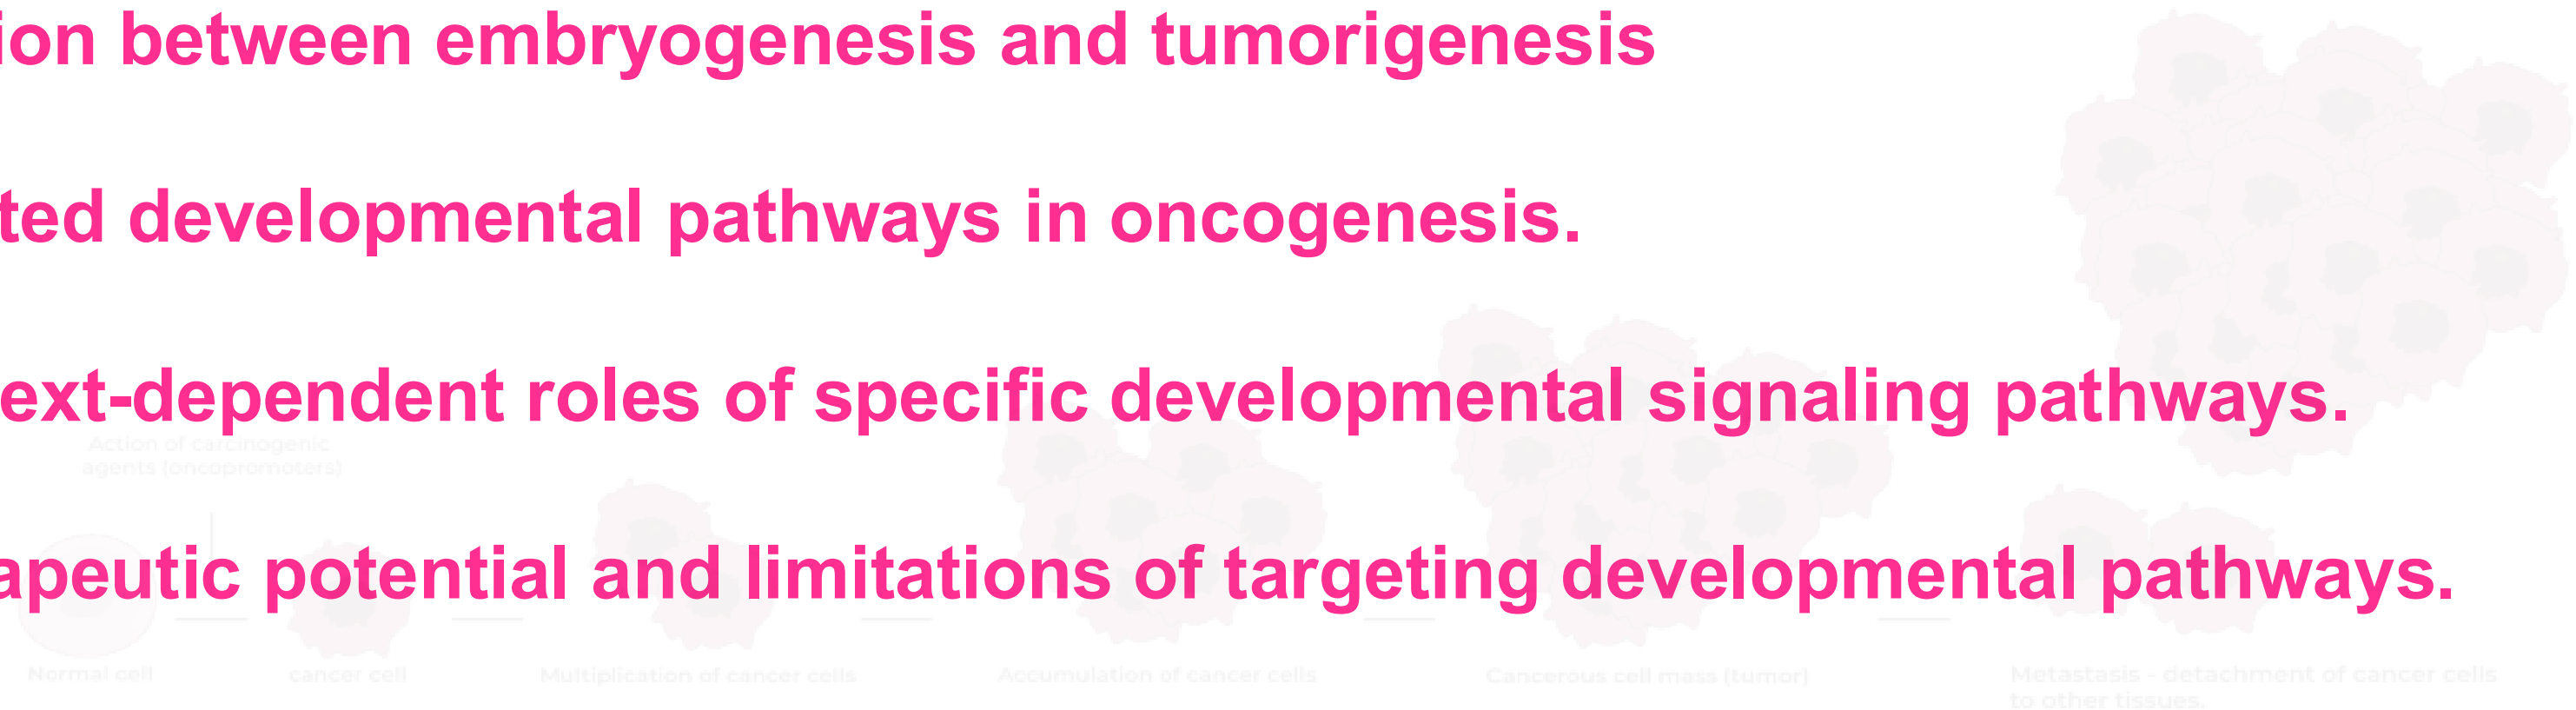 ion between embryogenesis and tumorigenesis
ted developmental pathways in oncogenesis.
ext-dependent roles of specific developmental signaling pathways.
Action of carcinogenic
agents (oncopromoters)
apeutic potential and limitations of targeting developmental pathways.
Normal cell
cancer cell
Multiplication of cancer cells
Accumulation of cancer cells
Cancerous cell mass (tumor)
Metastasis - detachment of cancer cells
to other tissues.